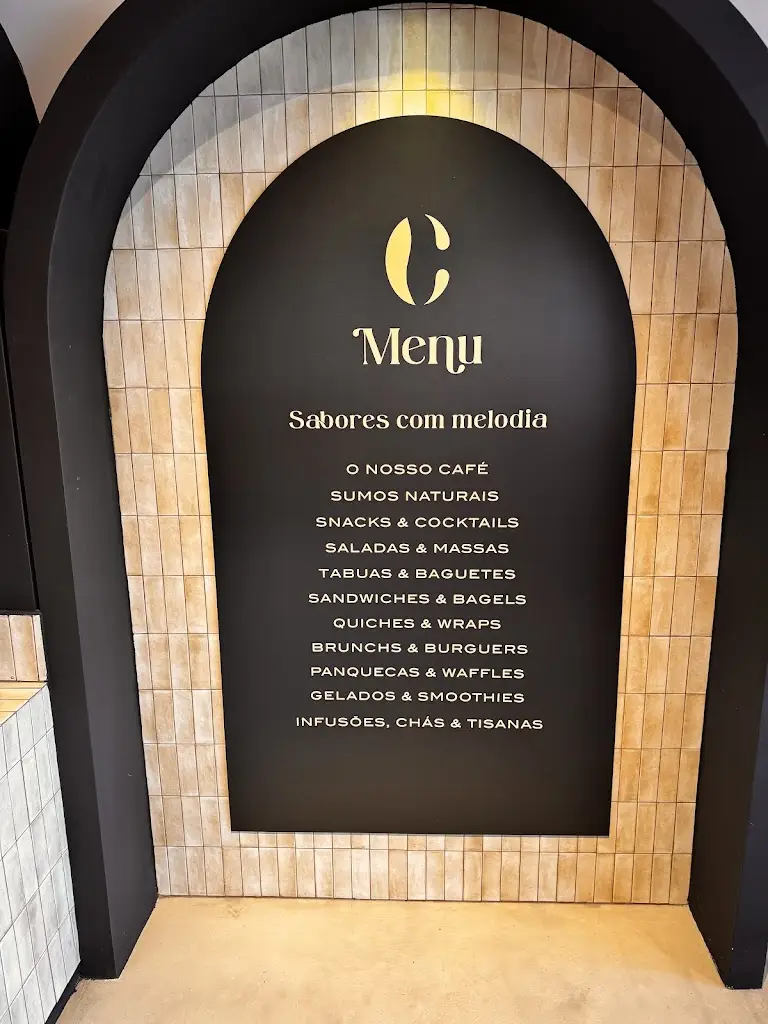 C
Menu
Sabores com melodia
O NOSSO CAFÉ
SUMOS NATURAIS
SNACKS & COCKTAILS
SALADAS & MASSAS
TABUAS & BAGUETES
SANDWICHES & BAGELS
QUICHES & WRAPS
BRUNCHS & BURGUERS
PANQUECAS & WAFFLES
GELADOS & SMOOTHIES
INFUSÕES, CHÁS & TISANAS